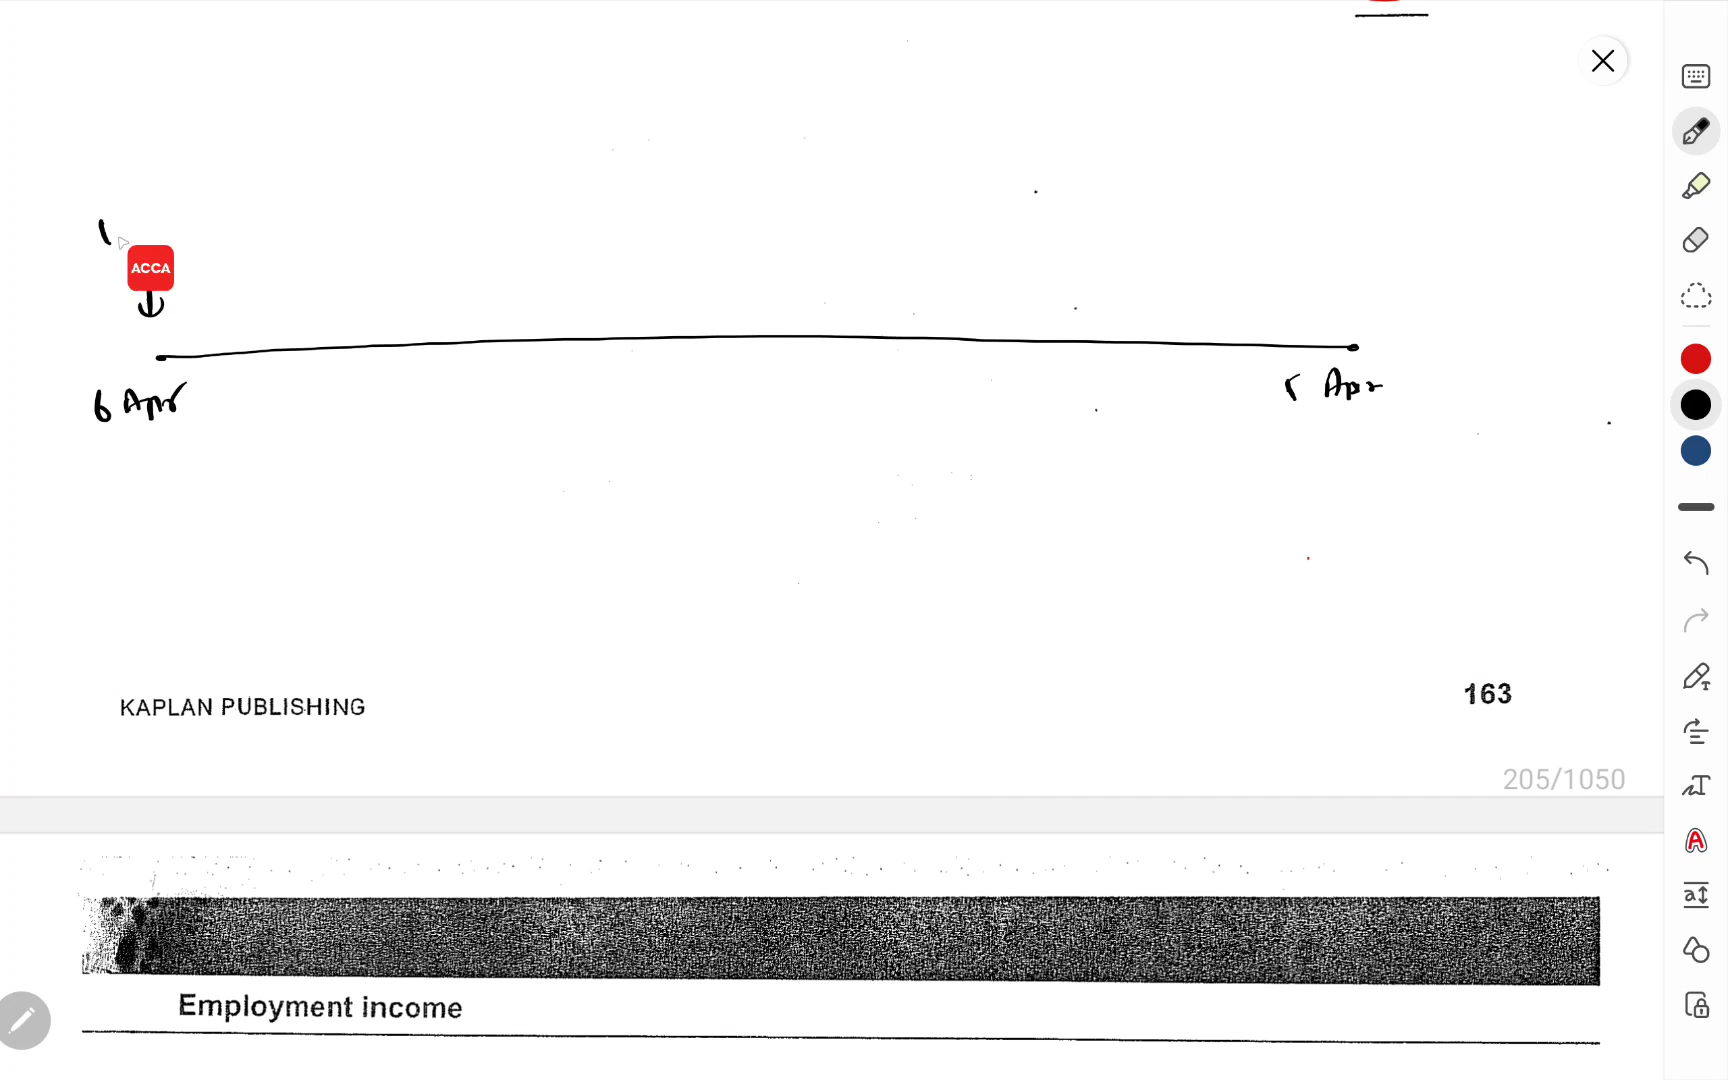 ACCA
6 Apr
5 Apr
KAPLAN PUBLISHING
163
205/1050
Employment income